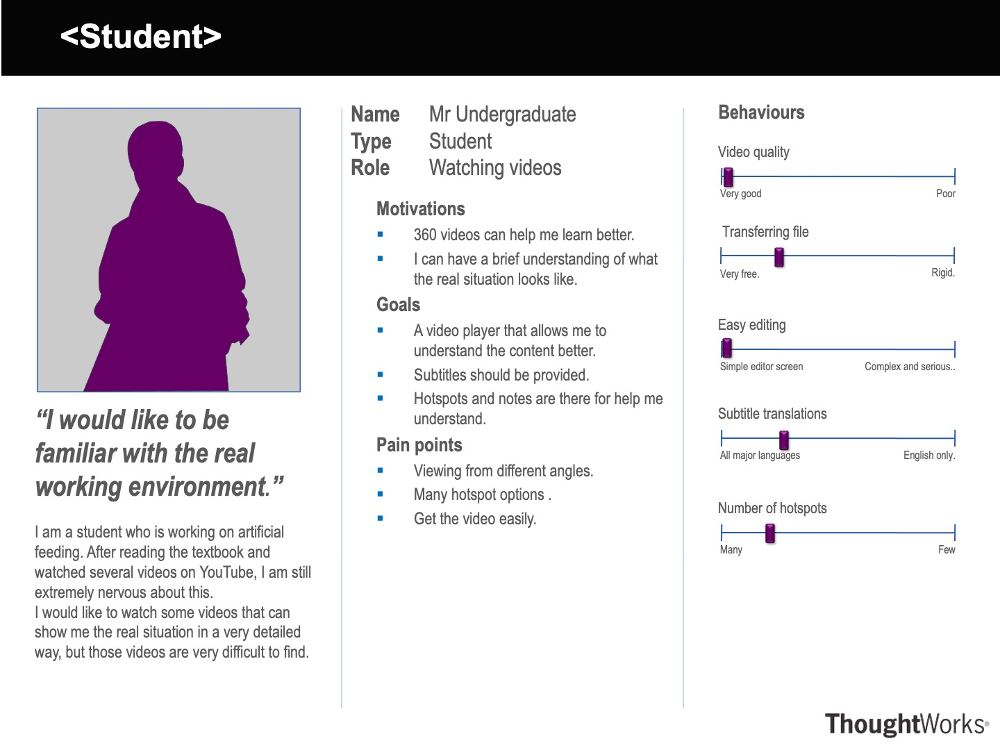 <Student>
“I would like to be
familiar with the real
working environment.”
I am a student who is working on artificial
feeding. After reading the textbook and
watched several videos on YouTube, I am still
extremely nervous about this.
I would like to watch some videos that can
show me the real situation in a very detailed
way, but those videos are very difficult to find.
Name Mr Undergraduate
Type Student
Role Watching videos
Motivations
360 videos can help me learn better.
I can have a brief understanding of what
the real situation looks like.
Goals
A video player that allows me to
understand the content better.
Subtitles should be provided.
Hotspots and notes are there for help me
understand.
Pain points
Viewing from different angles.
Many hotspot options .
Get the video easily.
Behaviours
Video quality
Very good Poor
Transferring file
Very free. Rigid.
Easy editing
Simple editor screen Complex and serious..
Subtitle translations
All major languages English only.
Number of hotspots
Many Few
ThoughtWorks®